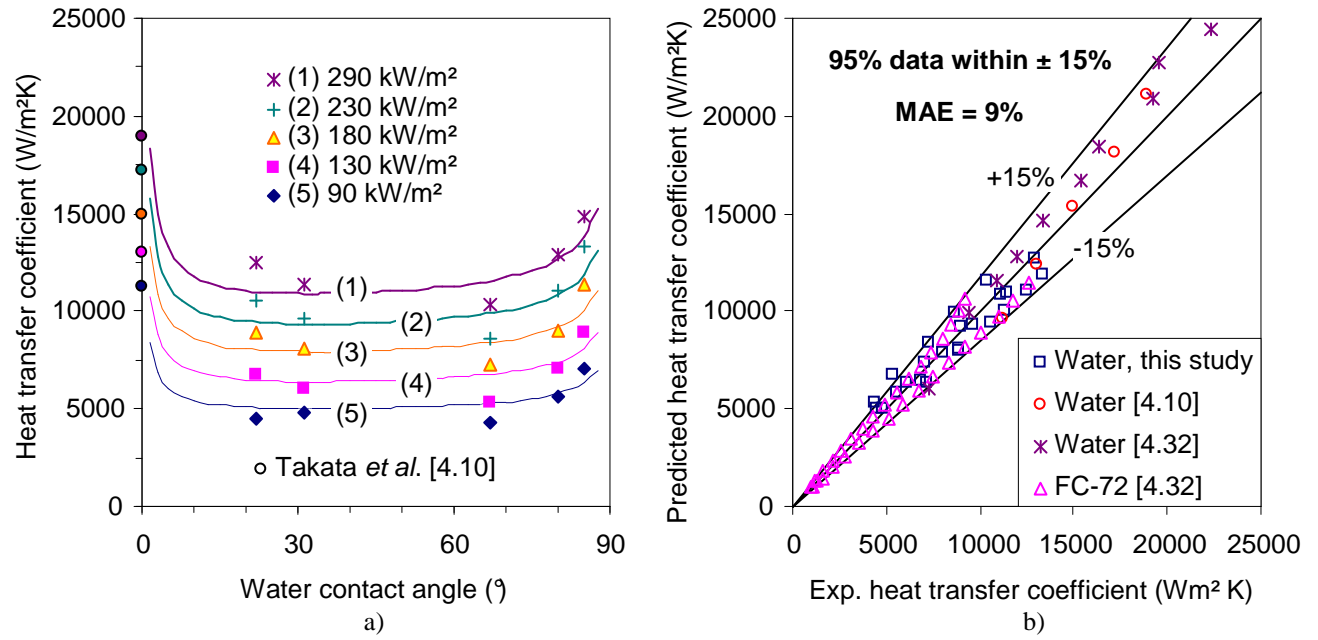 25000
20000
15000
10000
5000
0
Heat transfer coefficient (W/m²K)
(1) 290 kW/m²
(2) 230 kW/m²
(3) 180 kW/m²
(4) 130 kW/m²
(5) 90 kW/m²
(1)
(2)
(3)
(4)
(5)
Takata et al. [4.10]
0
30
60
90
Water contact angle (°)
a)
25000
20000
15000
10000
5000
0
Predicted heat transfer coefficient (W/m²K)
95% data within ± 15%
MAE = 9%
+15%
-15%
Water, this study
Water [4.10]
Water [4.32]
FC-72 [4.32]
0
5000
10000
15000
20000
25000
Exp. heat transfer coefficient (Wm² K)
b)